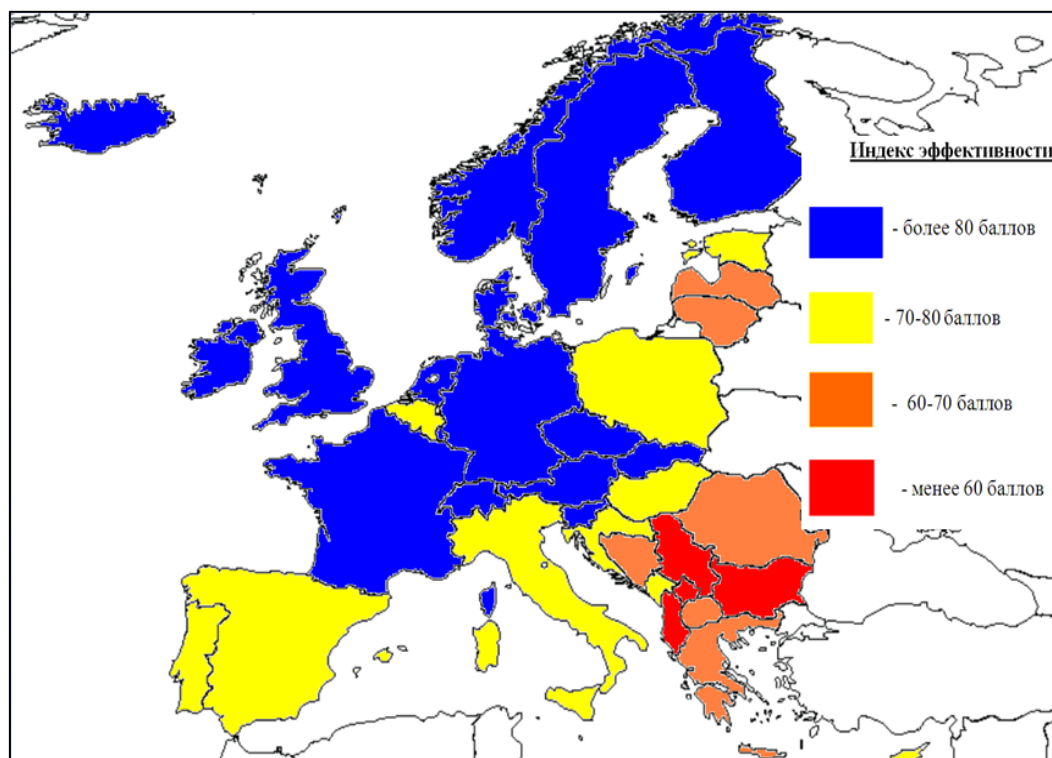 Индекс эффективности
- более 80 баллов
- 70-80 баллов
- 60-70 баллов
- менее 60 баллов